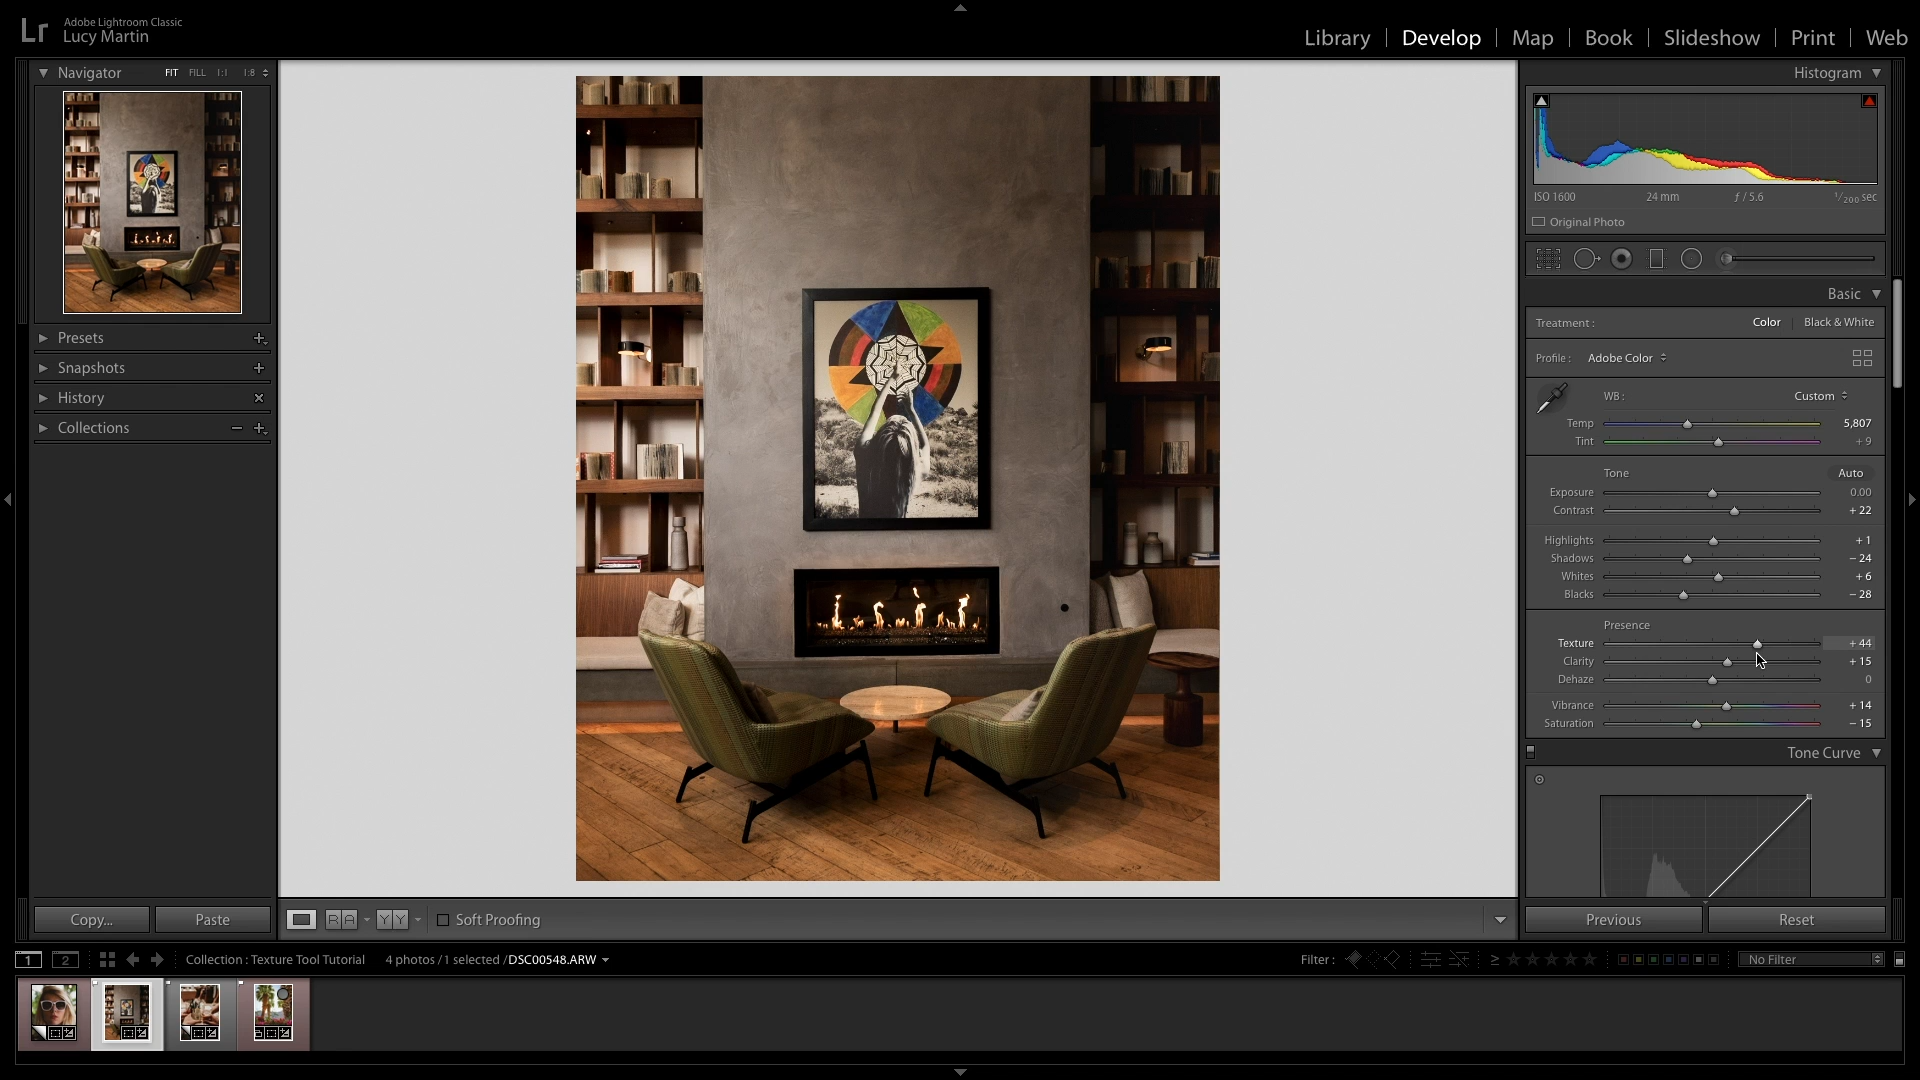 Lr
Adobe Lightroom Classic
Lucy Martin
Library
Develop
Map
Book
Slideshow
Print
Web
Navigator
FIT FILL 1:1 1:8
Presets
Snapshots
History
Collections
Copy... Paste
Histogram
ISO 1600 24 mm ƒ / 5.6 1/200 sec
Original Photo
Basic
Treatment : Color Black & White
Profile : Adobe Color
WB : Custom
Temp 5,807
Tint + 9
Tone Auto
Exposure 0.00
Contrast + 22
Highlights + 1
Shadows − 24
Whites + 6
Blacks − 28
Presence
Texture + 44
Clarity + 15
Dehaze 0
Vibrance + 14
Saturation − 15
Tone Curve
Previous Reset
R A Y Y Soft Proofing
1 2 Collection : Texture Tool Tutorial 4 photos / 1 selected / DSC00548.ARW Filter : ≥ No Filter